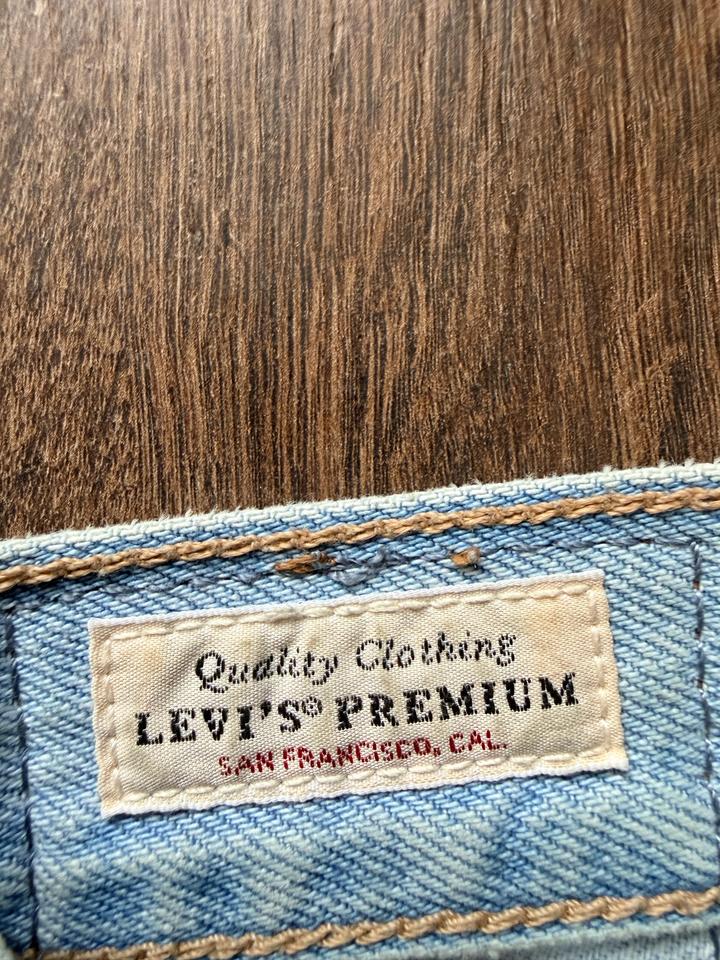 Quality Clothing
LEVI'S® PREMIUM
SAN FRANCISCO, CAL.